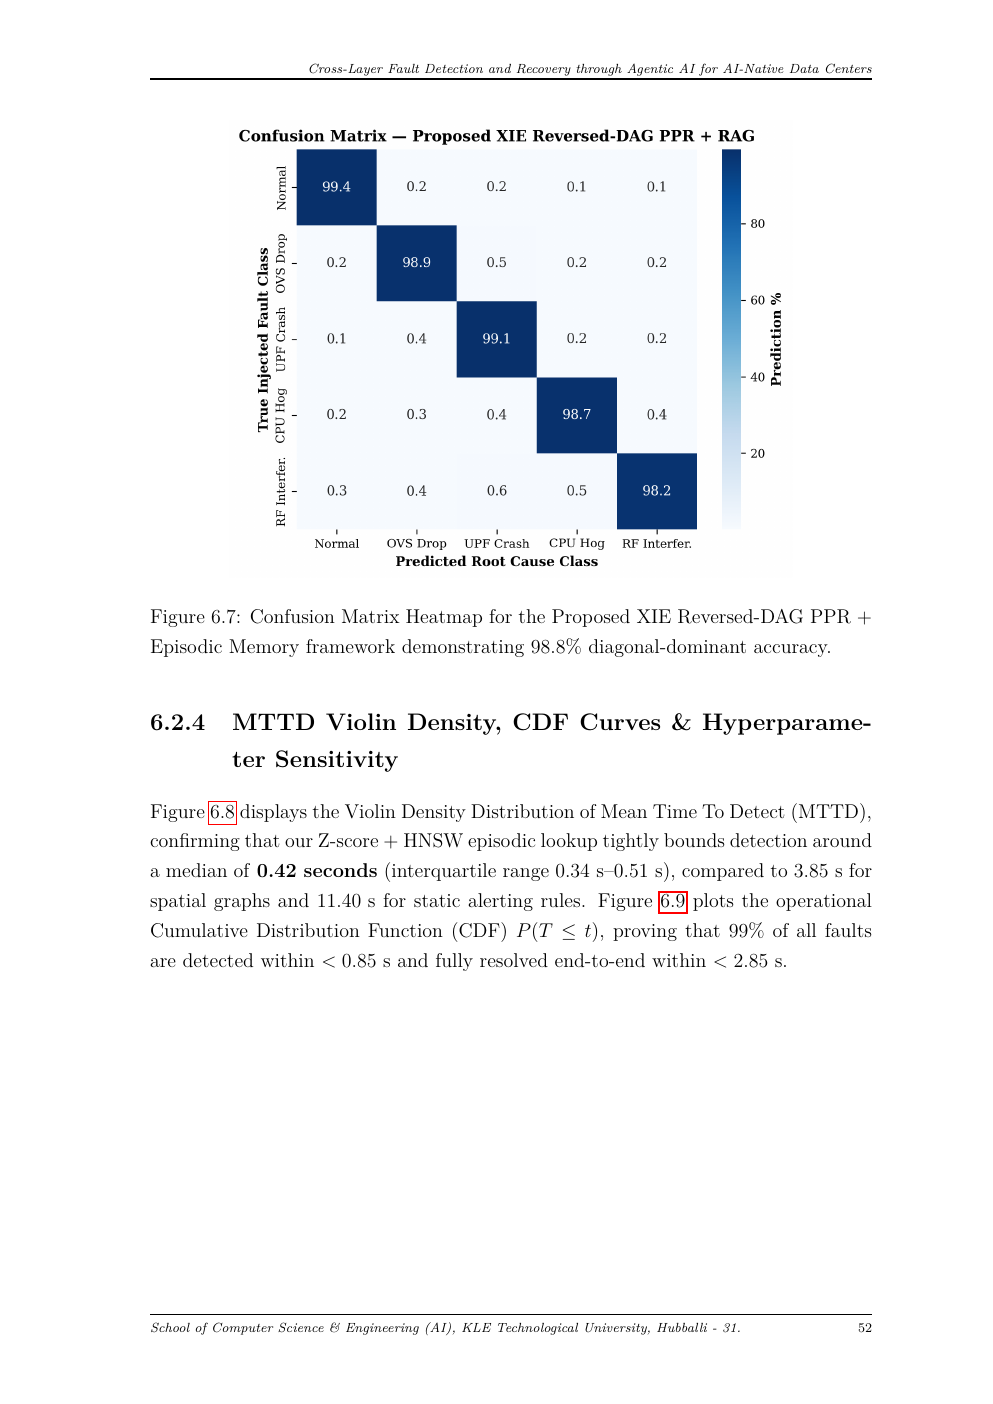 Cross-Layer Fault Detection and Recovery through Agentic AI for AI-Native Data Centers
Confusion Matrix — Proposed XIE Reversed-DAG PPR + RAG
True Injected Fault Class
Normal 99.4 0.2 0.2 0.1 0.1
OVS Drop 0.2 98.9 0.5 0.2 0.2
UPF Crash 0.1 0.4 99.1 0.2 0.2
CPU Hog 0.2 0.3 0.4 98.7 0.4
RF Interfer. 0.3 0.4 0.6 0.5 98.2
Normal OVS Drop UPF Crash CPU Hog RF Interfer.
Predicted Root Cause Class
80
60
40
20
Prediction %
Figure 6.7: Confusion Matrix Heatmap for the Proposed XIE Reversed-DAG PPR +
Episodic Memory framework demonstrating 98.8% diagonal-dominant accuracy.
6.2.4 MTTD Violin Density, CDF Curves & Hyperparame-
ter Sensitivity
Figure 6.8 displays the Violin Density Distribution of Mean Time To Detect (MTTD),
confirming that our Z-score + HNSW episodic lookup tightly bounds detection around
a median of 0.42 seconds (interquartile range 0.34 s–0.51 s), compared to 3.85 s for
spatial graphs and 11.40 s for static alerting rules. Figure 6.9 plots the operational
Cumulative Distribution Function (CDF) P(T ≤ t), proving that 99% of all faults
are detected within < 0.85 s and fully resolved end-to-end within < 2.85 s.
School of Computer Science & Engineering (AI), KLE Technological University, Hubballi - 31. 52